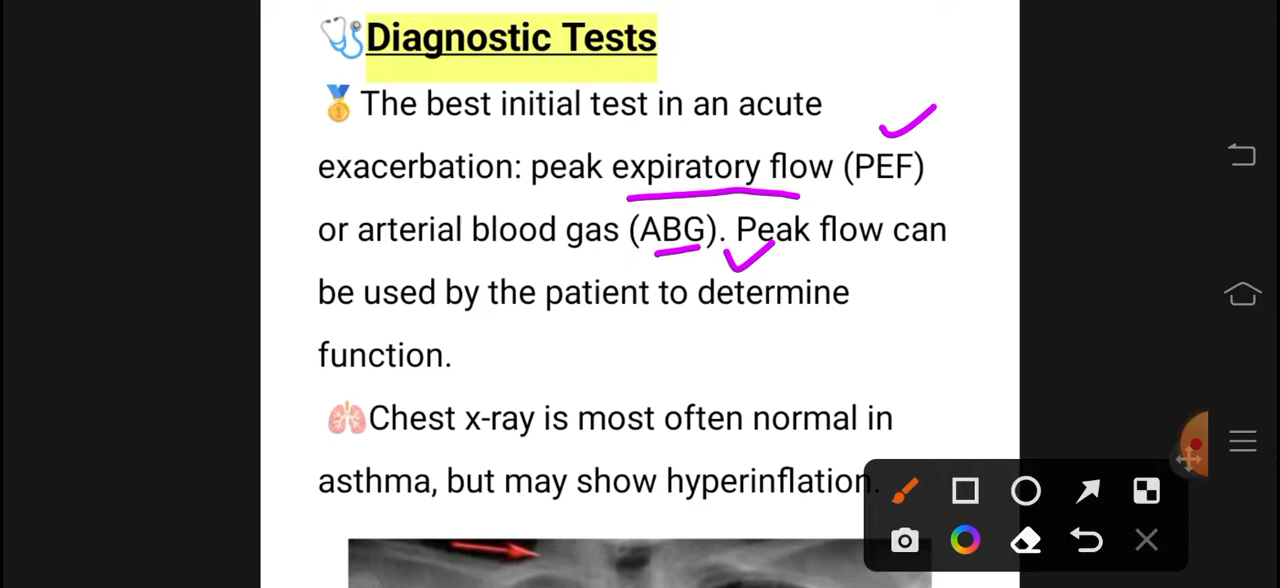 🩺Diagnostic Tests
🥇The best initial test in an acute
exacerbation: peak expiratory flow (PEF)
or arterial blood gas (ABG). Peak flow can
be used by the patient to determine
function.
🫁Chest x-ray is most often normal in
asthma, but may show hyperinflation.